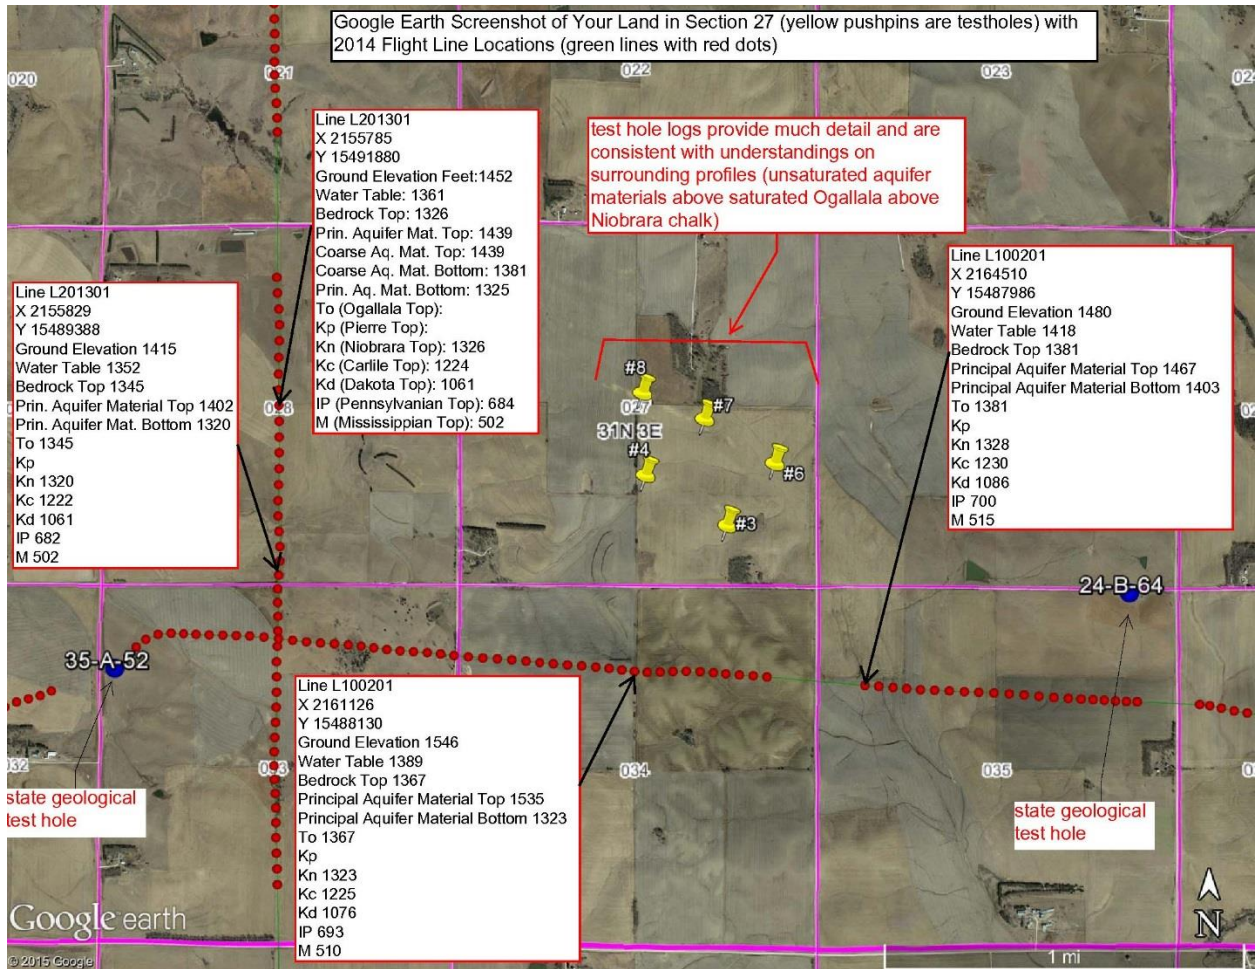 Google Earth Screenshot of Your Land in Section 27 (yellow pushpins are testholes) with
2014 Flight Line Locations (green lines with red dots)
020
021
022
023
Line L201301
X 2155785
Y 15491880
Ground Elevation Feet:1452
Water Table: 1361
Bedrock Top: 1326
Prin. Aquifer Mat. Top: 1439
Coarse Aq. Mat. Top: 1439
Coarse Aq. Mat. Bottom: 1381
Prin. Aq. Mat. Bottom: 1325
To (Ogallala Top):
Kp (Pierre Top):
Kn (Niobrara Top): 1326
Kc (Carlile Top): 1224
Kd (Dakota Top): 1061
IP (Pennsylvanian Top): 684
M (Mississippian Top): 502
test hole logs provide much detail and are
consistent with understandings on
surrounding profiles (unsaturated aquifer
materials above saturated Ogallala above
Niobrara chalk)
Line L100201
X 2164510
Y 15487986
Ground Elevation 1480
Water Table 1418
Bedrock Top 1381
Principal Aquifer Material Top 1467
Principal Aquifer Material Bottom 1403
To 1381
Kp
Kn 1328
Kc 1230
Kd 1086
IP 700
M 515
Line L201301
X 2155829
Y 15489388
Ground Elevation 1415
Water Table 1352
Bedrock Top 1345
Prin. Aquifer Material Top 1402
Prin. Aquifer Mat. Bottom 1320
To 1345
Kp
Kn 1320
Kc 1222
Kd 1061
IP 682
M 502
#8
#7
027
31N 3E
#4
#6
#3
24-B-64
35-A-52
Line L100201
X 2161126
Y 15488130
Ground Elevation 1546
Water Table 1389
Bedrock Top 1367
Principal Aquifer Material Top 1535
Principal Aquifer Material Bottom 1323
To 1367
Kp
Kn 1323
Kc 1225
Kd 1076
IP 693
M 510
032
034
035
state geological
test hole
state geological
test hole
N
Google earth
© 2015 Google
1 mi